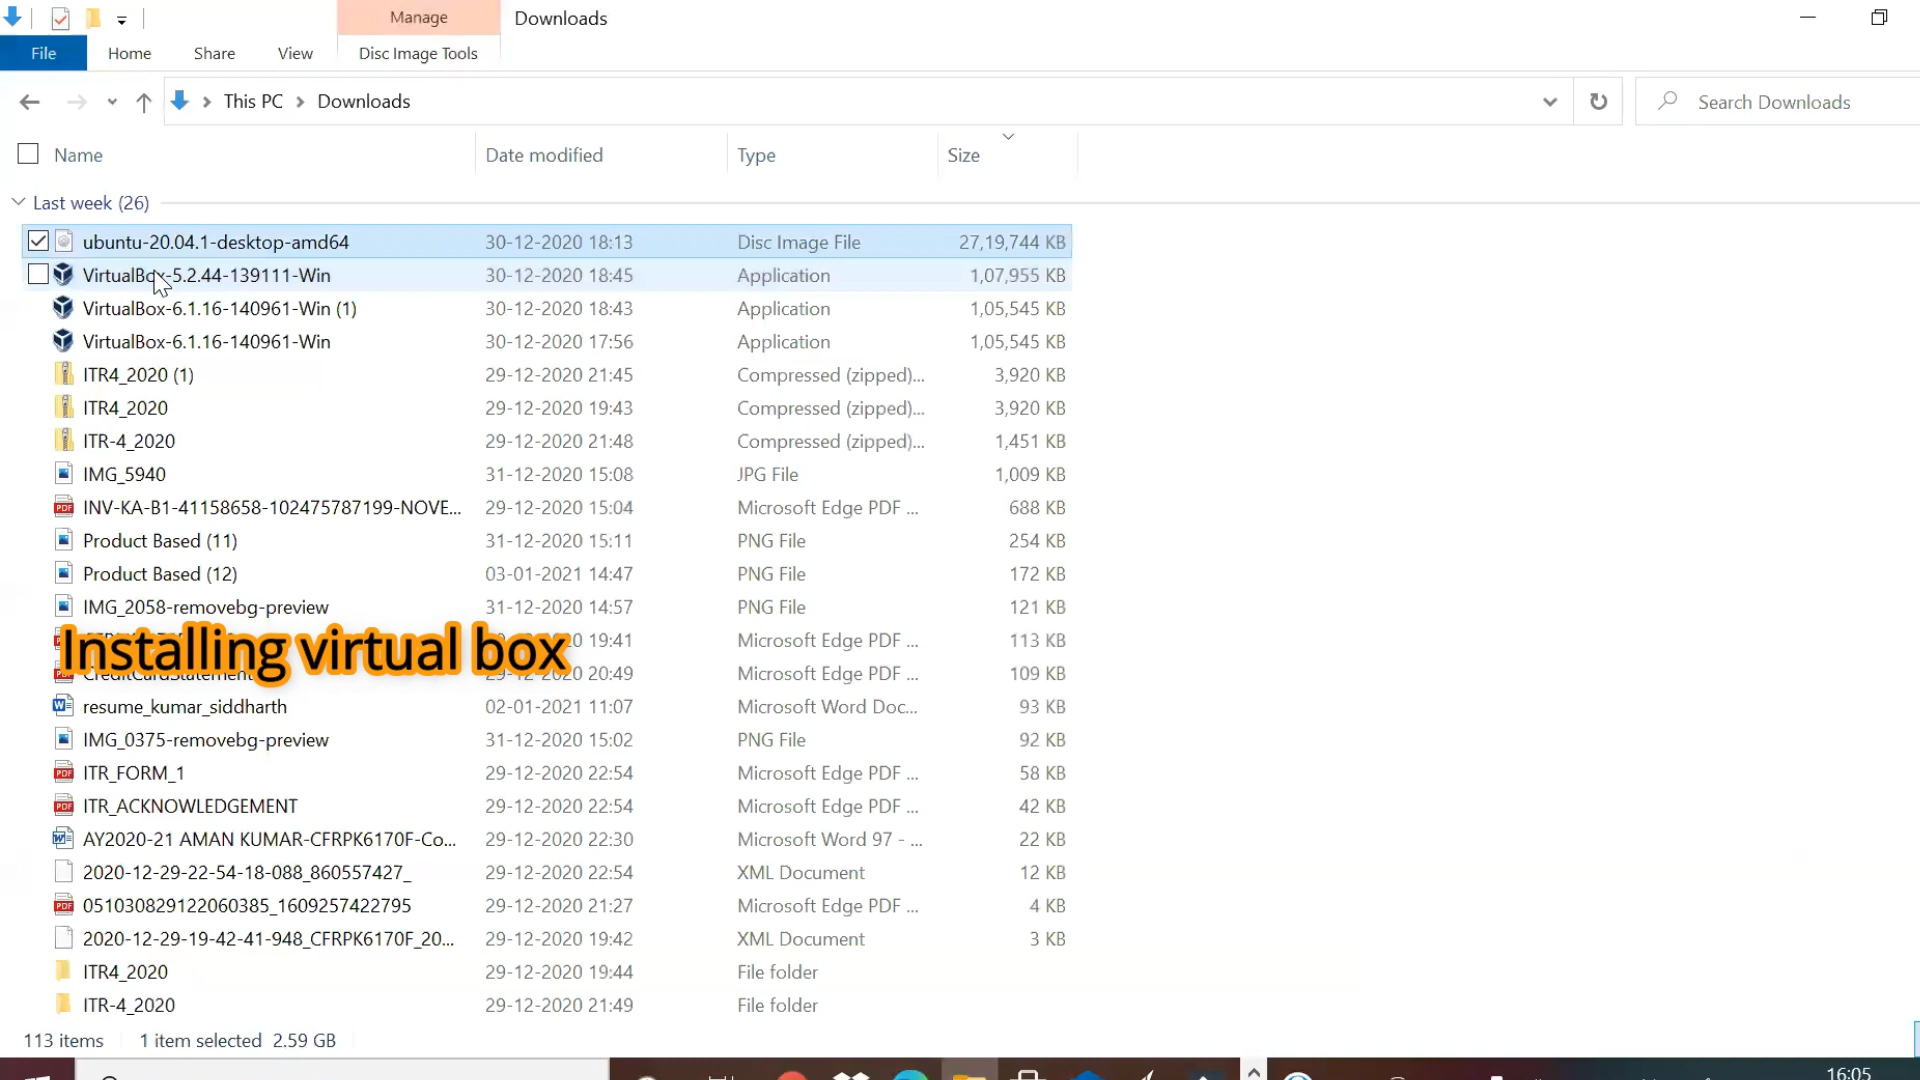 Manage
Downloads
File
Home
Share
View
Disc Image Tools
This PC
Downloads
Search Downloads
Name
Date modified
Type
Size
Last week (26)
ubuntu-20.04.1-desktop-amd64 30-12-2020 18:13 Disc Image File 27,19,744 KB
VirtualBox-5.2.44-139111-Win 30-12-2020 18:45 Application 1,07,955 KB
VirtualBox-6.1.16-140961-Win (1) 30-12-2020 18:43 Application 1,05,545 KB
VirtualBox-6.1.16-140961-Win 30-12-2020 17:56 Application 1,05,545 KB
ITR4_2020 (1) 29-12-2020 21:45 Compressed (zipped)... 3,920 KB
ITR4_2020 29-12-2020 19:43 Compressed (zipped)... 3,920 KB
ITR-4_2020 29-12-2020 21:48 Compressed (zipped)... 1,451 KB
IMG_5940 31-12-2020 15:08 JPG File 1,009 KB
INV-KA-B1-41158658-102475787199-NOVE... 29-12-2020 15:04 Microsoft Edge PDF ... 688 KB
Product Based (11) 31-12-2020 15:11 PNG File 254 KB
Product Based (12) 03-01-2021 14:47 PNG File 172 KB
IMG_2058-removebg-preview 31-12-2020 14:57 PNG File 121 KB
19:41 Microsoft Edge PDF ... 113 KB
Installing virtual box
20:49 Microsoft Edge PDF ... 109 KB
resume_kumar_siddharth 02-01-2021 11:07 Microsoft Word Doc... 93 KB
IMG_0375-removebg-preview 31-12-2020 15:02 PNG File 92 KB
ITR_FORM_1 29-12-2020 22:54 Microsoft Edge PDF ... 58 KB
ITR_ACKNOWLEDGEMENT 29-12-2020 22:54 Microsoft Edge PDF ... 42 KB
AY2020-21 AMAN KUMAR-CFRPK6170F-Co... 29-12-2020 22:30 Microsoft Word 97 - ... 22 KB
2020-12-29-22-54-18-088_860557427_ 29-12-2020 22:54 XML Document 12 KB
051030829122060385_1609257422795 29-12-2020 21:27 Microsoft Edge PDF ... 4 KB
2020-12-29-19-42-41-948_CFRPK6170F_20... 29-12-2020 19:42 XML Document 3 KB
ITR4_2020 29-12-2020 19:44 File folder
ITR-4_2020 29-12-2020 21:49 File folder
113 items 1 item selected 2.59 GB
16:05